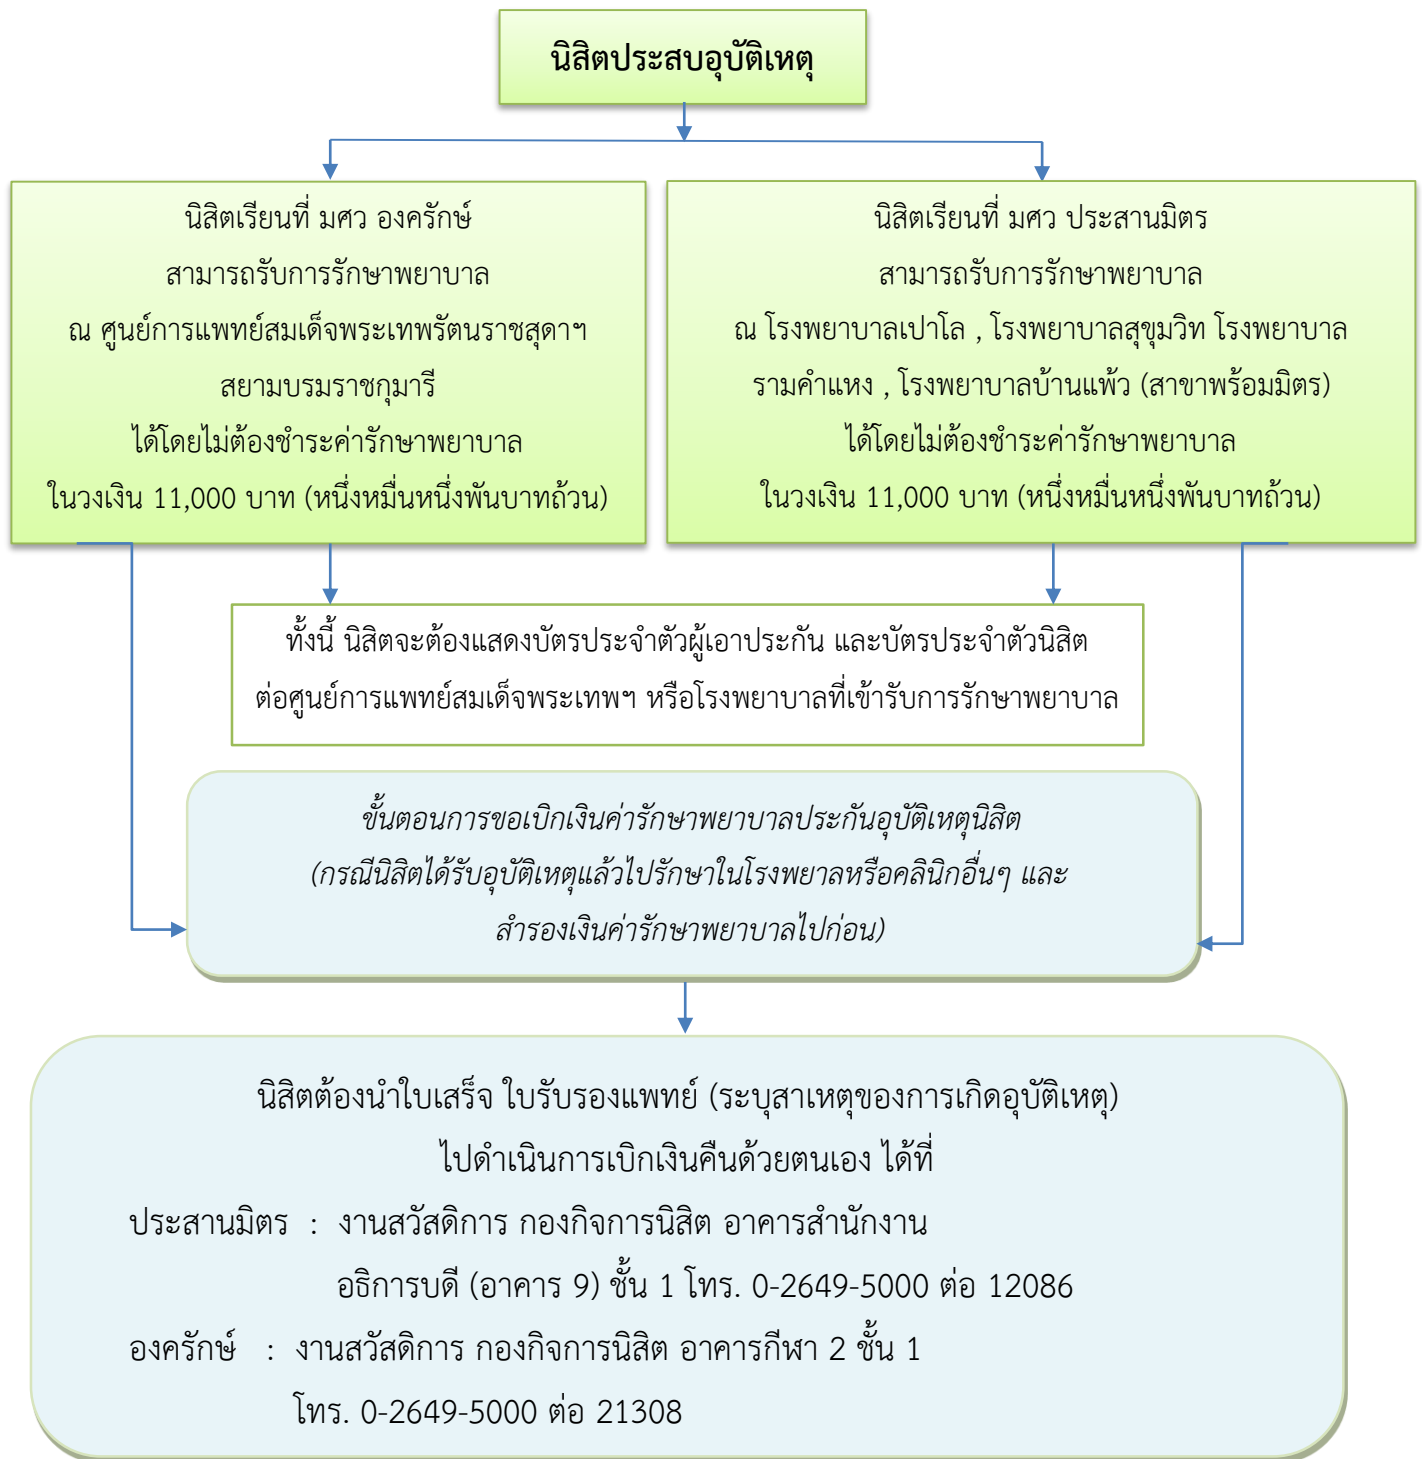 นิสิตประสบอุบัติเหตุ
นิสิตเรียนที่ มศว องครักษ์
สามารถรับการรักษาพยาบาล
ณ ศูนย์การแพทย์สมเด็จพระเทพรัตนราชสุดาฯ
สยามบรมราชกุมารี
ได้โดยไม่ต้องชำระค่ารักษาพยาบาล
ในวงเงิน 11,000 บาท (หนึ่งหมื่นหนึ่งพันบาทถ้วน)
นิสิตเรียนที่ มศว ประสานมิตร
สามารถรับการรักษาพยาบาล
ณ โรงพยาบาลเปาโล , โรงพยาบาลสุขุมวิท โรงพยาบาล
รามคำแหง , โรงพยาบาลบ้านแพ้ว (สาขาพร้อมมิตร)
ได้โดยไม่ต้องชำระค่ารักษาพยาบาล
ในวงเงิน 11,000 บาท (หนึ่งหมื่นหนึ่งพันบาทถ้วน)
ทั้งนี้ นิสิตจะต้องแสดงบัตรประจำตัวผู้เอาประกัน และบัตรประจำตัวนิสิต
ต่อศูนย์การแพทย์สมเด็จพระเทพฯ หรือโรงพยาบาลที่เข้ารับการรักษาพยาบาล
ขั้นตอนการขอเบิกเงินค่ารักษาพยาบาลประกันอุบัติเหตุนิสิต
(กรณีนิสิตได้รับอุบัติเหตุแล้วไปรักษาในโรงพยาลหรือคลินิกอื่นๆ และ
สำรองเงินค่ารักษาพยาบาลไปก่อน)
นิสิตต้องนำใบเสร็จ ใบรับรองแพทย์ (ระบุสาเหตุของการเกิดอุบัติเหตุ)
ไปดำเนินการเบิกเงินคืนด้วยตนเอง ได้ที่
ประสานมิตร : งานสวัสดิการ กองกิจการนิสิต อาคารสำนักงาน
อธิการบดี (อาคาร 9) ชั้น 1 โทร. 0-2649-5000 ต่อ 12086
องครักษ์ : งานสวัสดิการ กองกิจการนิสิต อาคารกีฬา 2 ชั้น 1
โทร. 0-2649-5000 ต่อ 21308